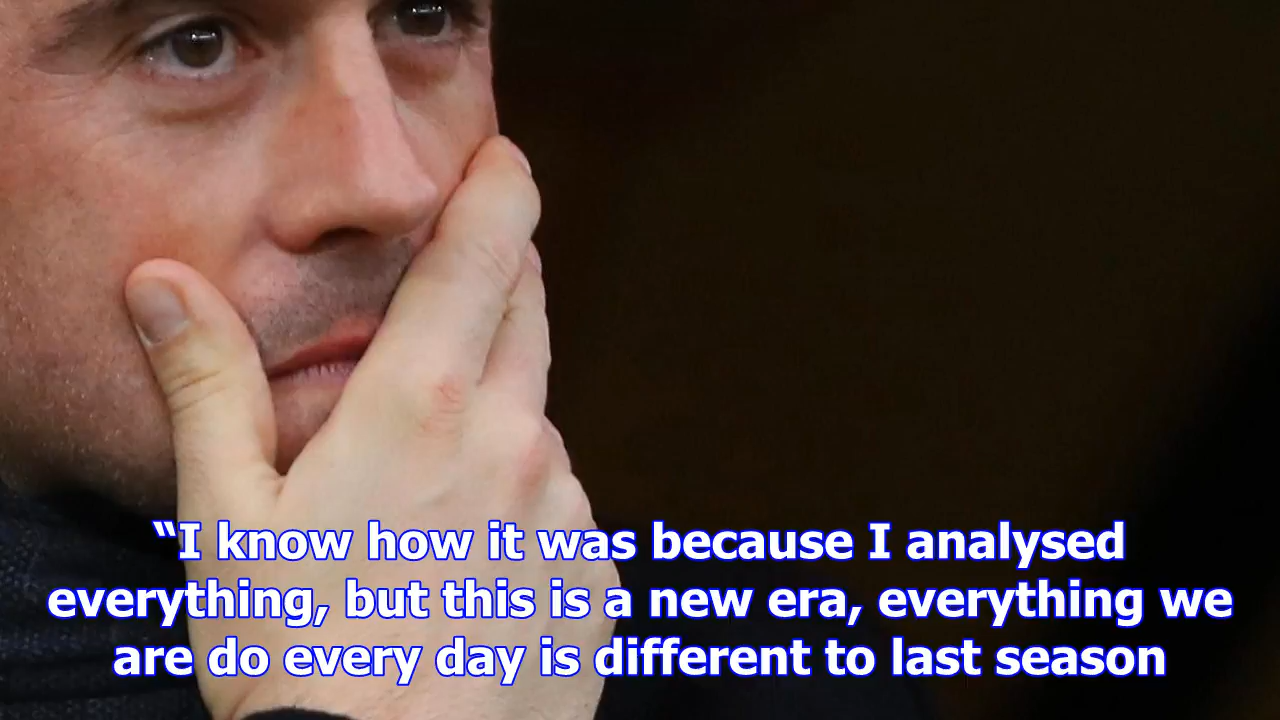 “I know how it was because I analysed
everything, but this is a new era, everything we
are do every day is different to last season